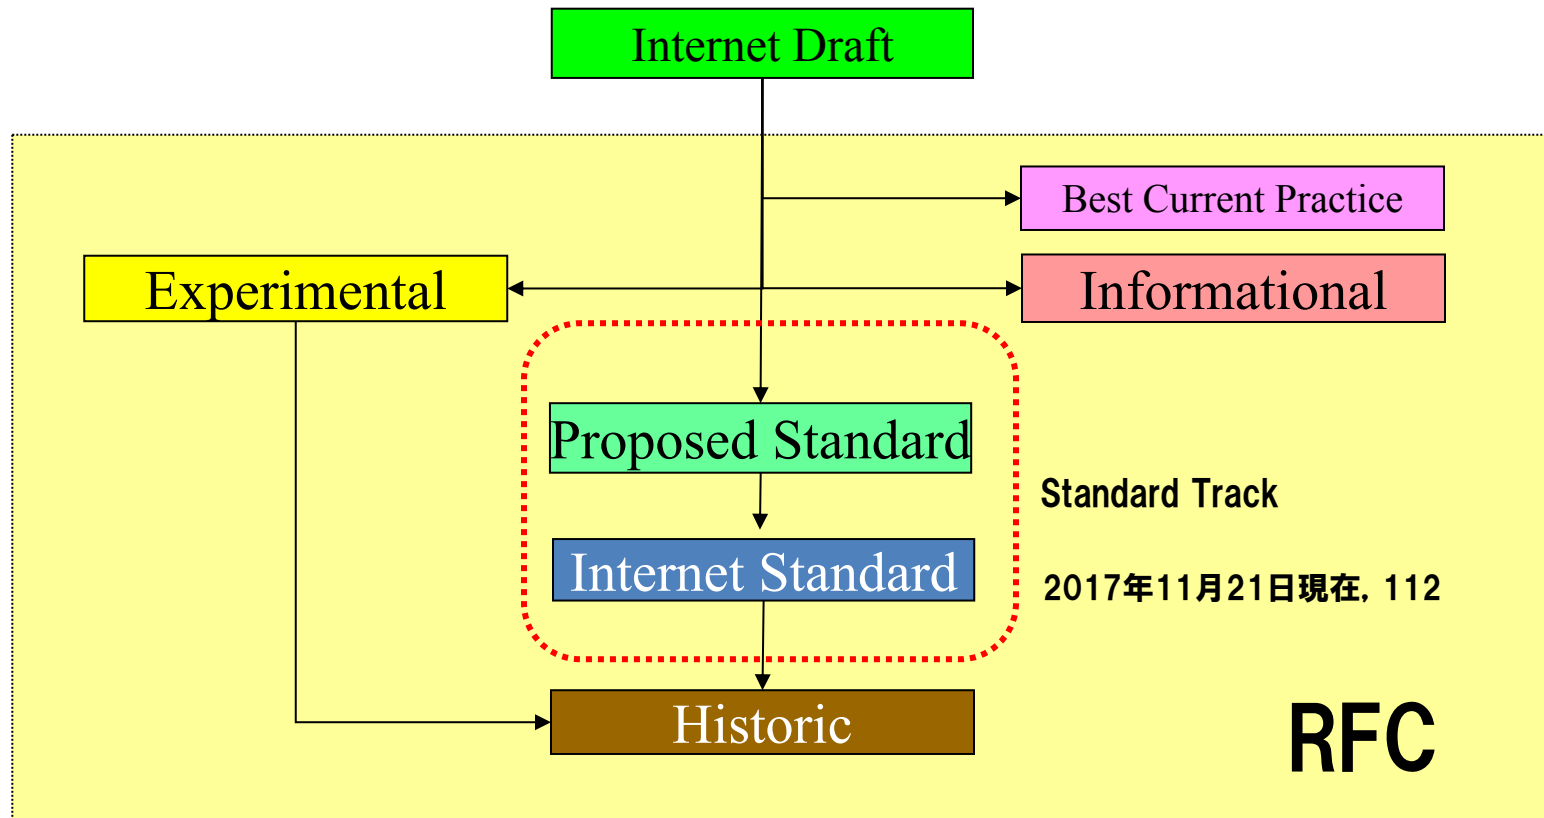 Internet Draft
Best Current Practice
Experimental
Informational
Proposed Standard
Standard Track
Internet Standard
2017年11月21日現在, 112
Historic
RFC